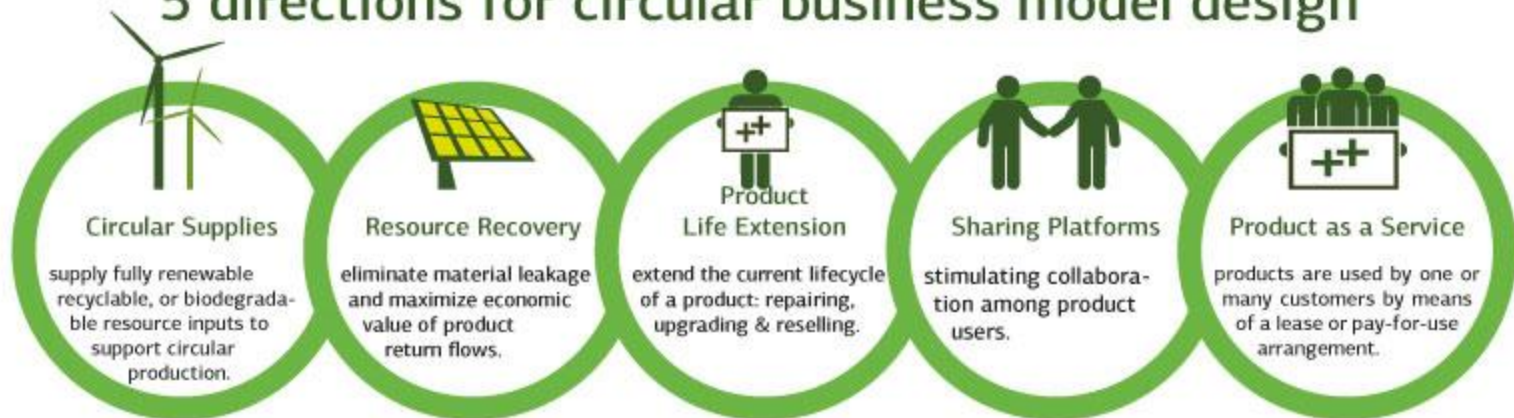 5 directions for circular business model design
Circular Supplies
supply fully renewable
recyclable, or biodegrada-
ble resource inputs to
support circular
production.
Resource Recovery
eliminate material leakage
and maximize economic
value of product
return flows.
Product
Life Extension
extend the current lifecycle
of a product: repairing,
upgrading & reselling.
Sharing Platforms
stimulating collabora-
tion among product
users.
Product as a Service
products are used by one or
many customers by means
of a lease or pay-for-use
arrangement.